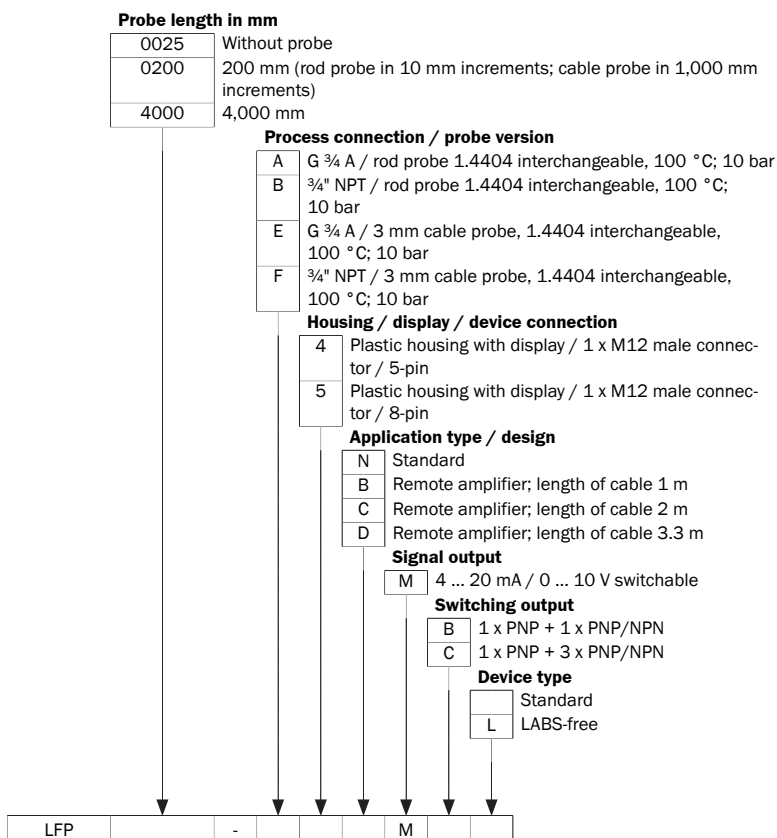 Probe length in mm
0025 Without probe
0200 200 mm (rod probe in 10 mm increments; cable probe in 1,000 mm
increments)
4000 4,000 mm
Process connection / probe version
A G ¾ A / rod probe 1.4404 interchangeable, 100 °C; 10 bar
B ¾" NPT / rod probe 1.4404 interchangeable, 100 °C;
10 bar
E G ¾ A / 3 mm cable probe, 1.4404 interchangeable,
100 °C; 10 bar
F ¾" NPT / 3 mm cable probe, 1.4404 interchangeable,
100 °C; 10 bar
Housing / display / device connection
4 Plastic housing with display / 1 x M12 male connec-
tor / 5-pin
5 Plastic housing with display / 1 x M12 male connec-
tor / 8-pin
Application type / design
N Standard
B Remote amplifier; length of cable 1 m
C Remote amplifier; length of cable 2 m
D Remote amplifier; length of cable 3.3 m
Signal output
M 4 ... 20 mA / 0 ... 10 V switchable
Switching output
B 1 x PNP + 1 x PNP/NPN
C 1 x PNP + 3 x PNP/NPN
Device type
Standard
L LABS-free
LFP - M